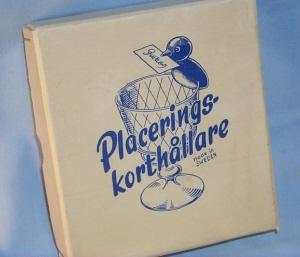 Placerings-
korthållare
MADE IN
SWEDEN